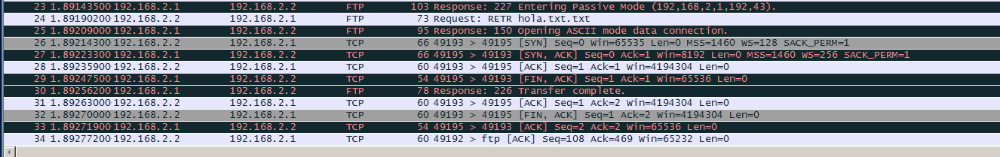 23 1.89143500 192.168.2.1 192.168.2.2 FTP 103 Response: 227 Entering Passive Mode (192,168,2,1,192,43).
24 1.89190200 192.168.2.2 192.168.2.1 FTP 73 Request: RETR hola.txt.txt
25 1.89209000 192.168.2.1 192.168.2.2 FTP 95 Response: 150 Opening ASCII mode data connection.
26 1.89214300 192.168.2.2 192.168.2.1 TCP 66 49193 > 49195 [SYN] Seq=0 Win=65535 Len=0 MSS=1460 WS=128 SACK_PERM=1
27 1.89223300 192.168.2.1 192.168.2.2 TCP 66 49195 > 49193 [SYN, ACK] Seq=0 Ack=1 Win=8192 Len=0 MSS=1460 WS=256 SACK_PERM=1
28 1.89235900 192.168.2.2 192.168.2.1 TCP 60 49193 > 49195 [ACK] Seq=1 Ack=1 Win=4194304 Len=0
29 1.89247500 192.168.2.1 192.168.2.2 TCP 54 49195 > 49193 [FIN, ACK] Seq=1 Ack=1 Win=65536 Len=0
30 1.89256200 192.168.2.1 192.168.2.2 FTP 78 Response: 226 Transfer complete.
31 1.89263000 192.168.2.2 192.168.2.1 TCP 60 49193 > 49195 [ACK] Seq=1 Ack=2 Win=4194304 Len=0
32 1.89270000 192.168.2.2 192.168.2.1 TCP 60 49193 > 49195 [FIN, ACK] Seq=1 Ack=2 Win=4194304 Len=0
33 1.89271900 192.168.2.1 192.168.2.2 TCP 54 49195 > 49193 [ACK] Seq=2 Ack=2 Win=65536 Len=0
34 1.89277200 192.168.2.2 192.168.2.1 TCP 60 49192 > ftp [ACK] Seq=108 Ack=469 Win=65232 Len=0